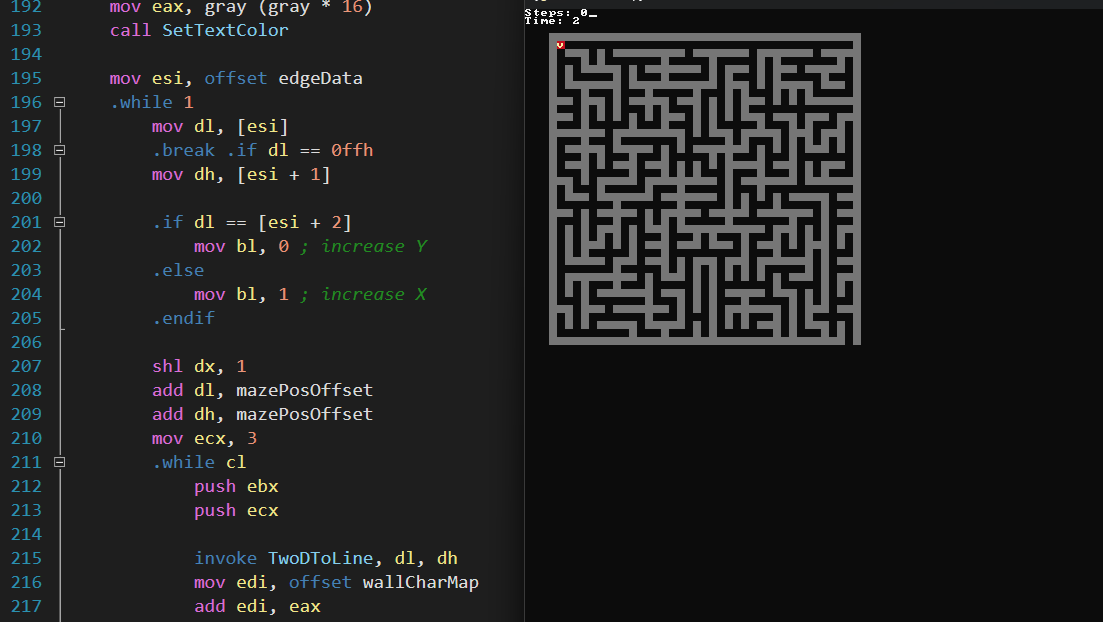 192 mov eax, gray (gray * 16)
193 call SetTextColor
194
195 mov esi, offset edgeData
196 .while 1
197 mov dl, [esi]
198 .break .if dl == 0ffh
199 mov dh, [esi + 1]
200
201 .if dl == [esi + 2]
202 mov bl, 0 ; increase Y
203 .else
204 mov bl, 1 ; increase X
205 .endif
206
207 shl dx, 1
208 add dl, mazePosOffset
209 add dh, mazePosOffset
210 mov ecx, 3
211 .while cl
212 push ebx
213 push ecx
214
215 invoke TwoDToLine, dl, dh
216 mov edi, offset wallCharMap
217 add edi, eax
Steps: 0_
Time: 2